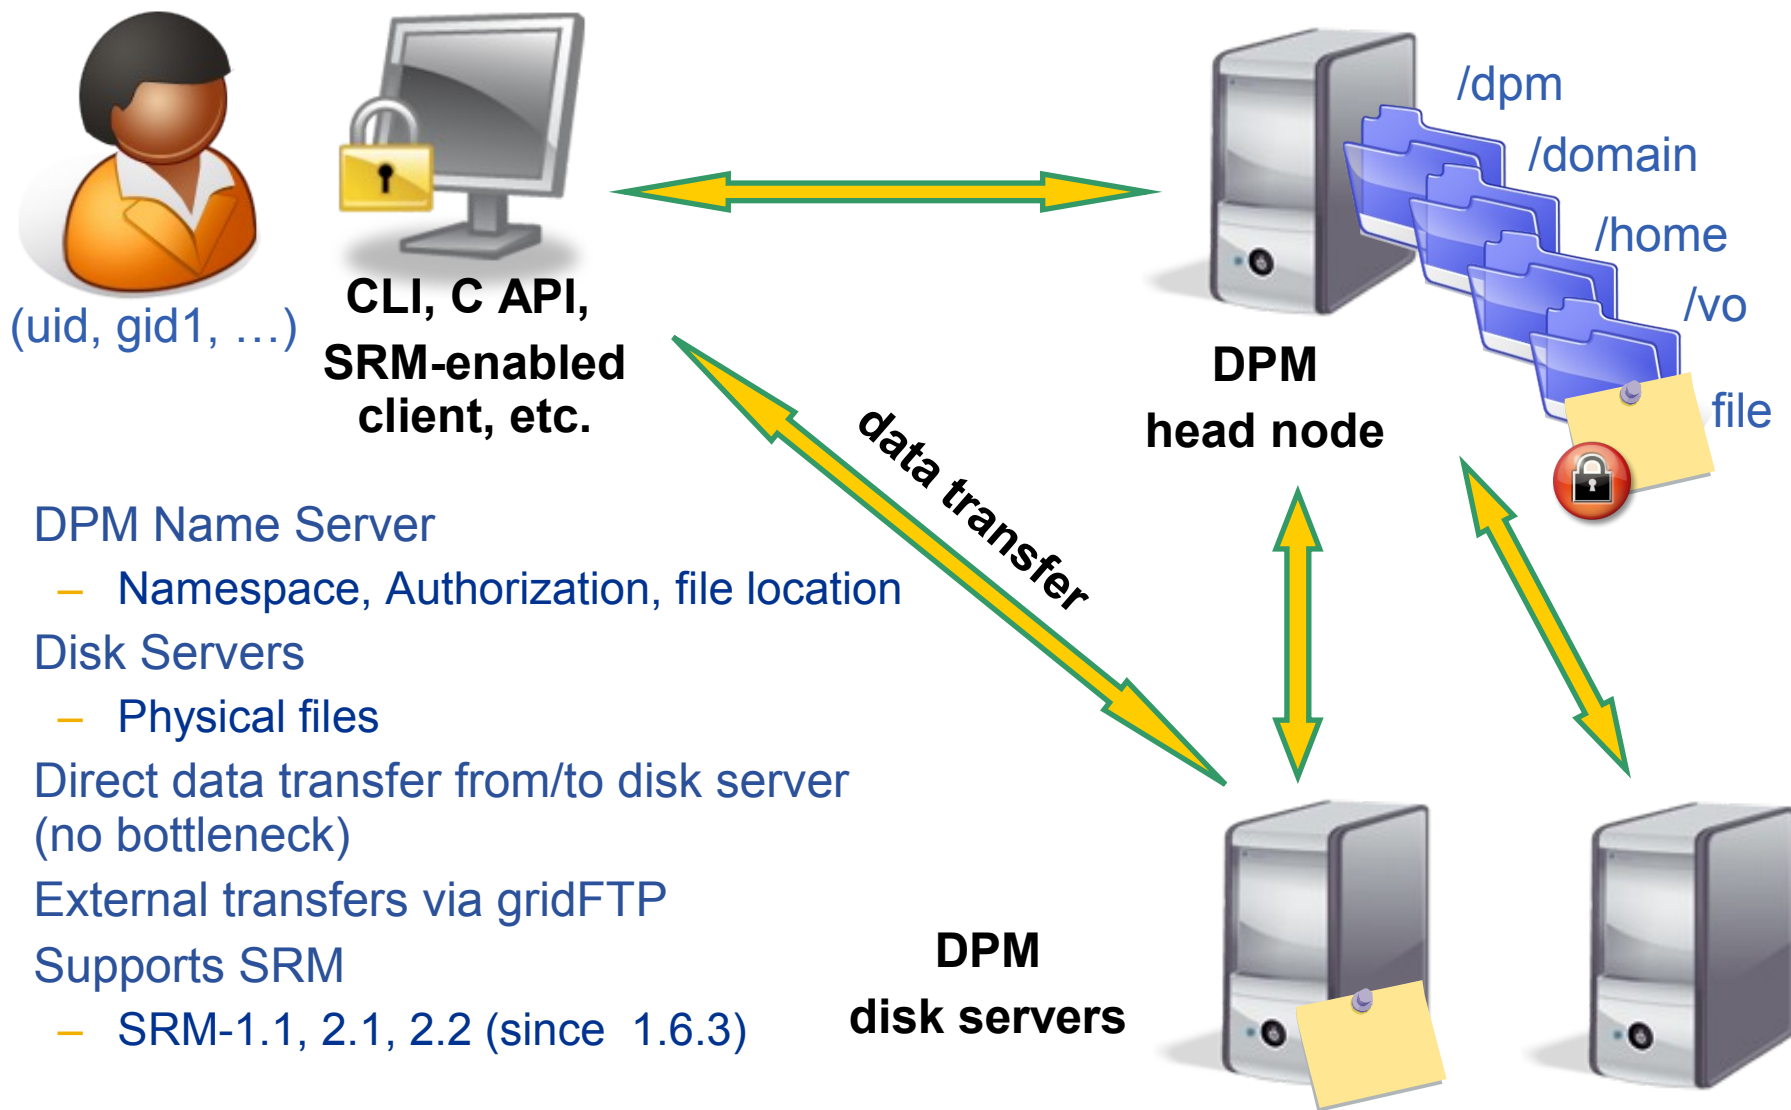 (uid, gid1, …)
CLI, C API,
SRM-enabled
client, etc.
/dpm
/domain
/home
/vo
file
DPM
head node
data transfer
DPM Name Server
– Namespace, Authorization, file location
Disk Servers
– Physical files
Direct data transfer from/to disk server
(no bottleneck)
External transfers via gridFTP
Supports SRM
– SRM-1.1, 2.1, 2.2 (since 1.6.3)
DPM
disk servers